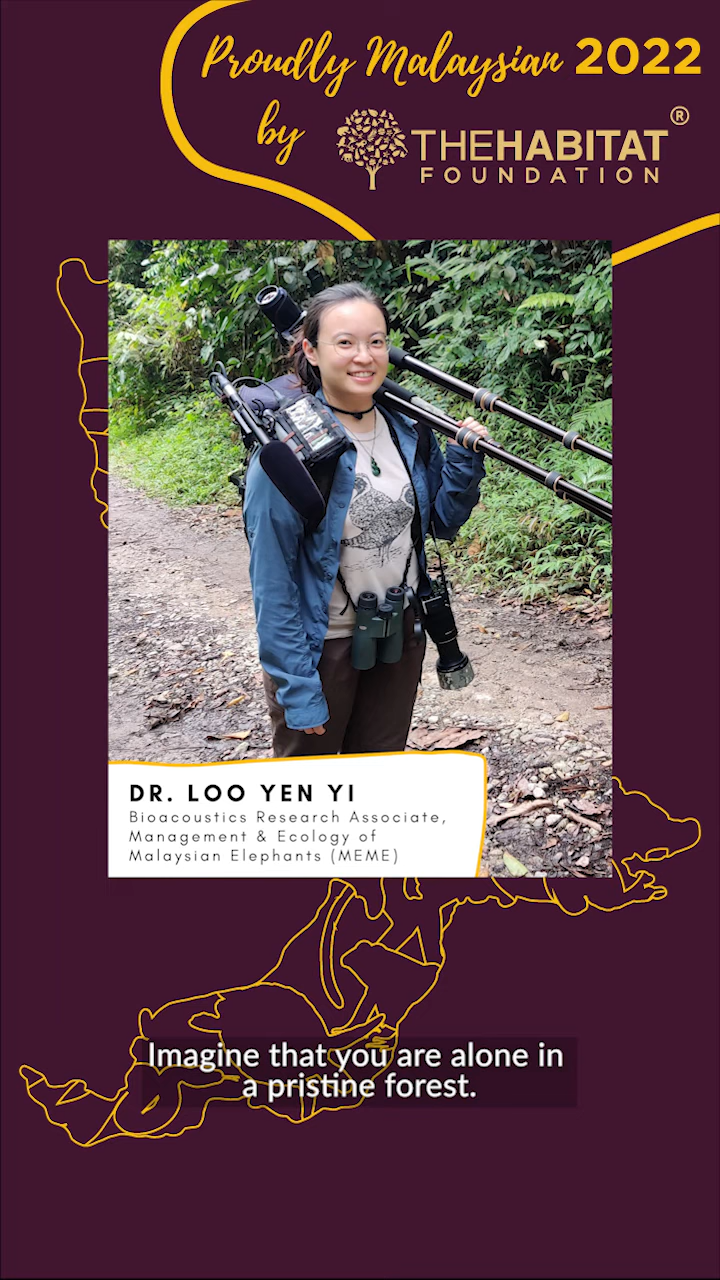 Proudly Malaysian 2022
by THEHABITAT®
FOUNDATION
DR. LOO YEN YI
Bioacoustics Research Associate,
Management & Ecology of
Malaysian Elephants (MEME)
Imagine that you are alone in
a pristine forest.